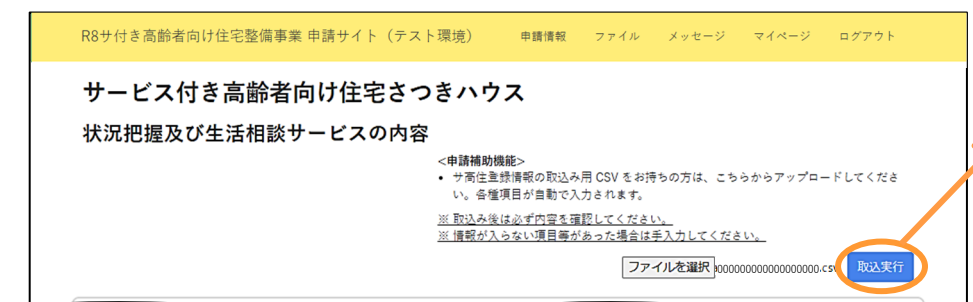 R8サ付き高齢者向け住宅整備事業 申請サイト（テスト環境） 申請情報 ファイル メッセージ マイページ ログアウト
サービス付き高齢者向け住宅さつきハウス
状況把握及び生活相談サービスの内容
<申請補助機能>
• サ高住登録情報の取込み用 CSV をお持ちの方は、こちらからアップロードしてくださ
い。各種項目が自動で入力されます。
※ 取込み後は必ず内容を確認してください。
※ 情報が入らない項目等があった場合は手入力してください。
ファイルを選択 取込実行